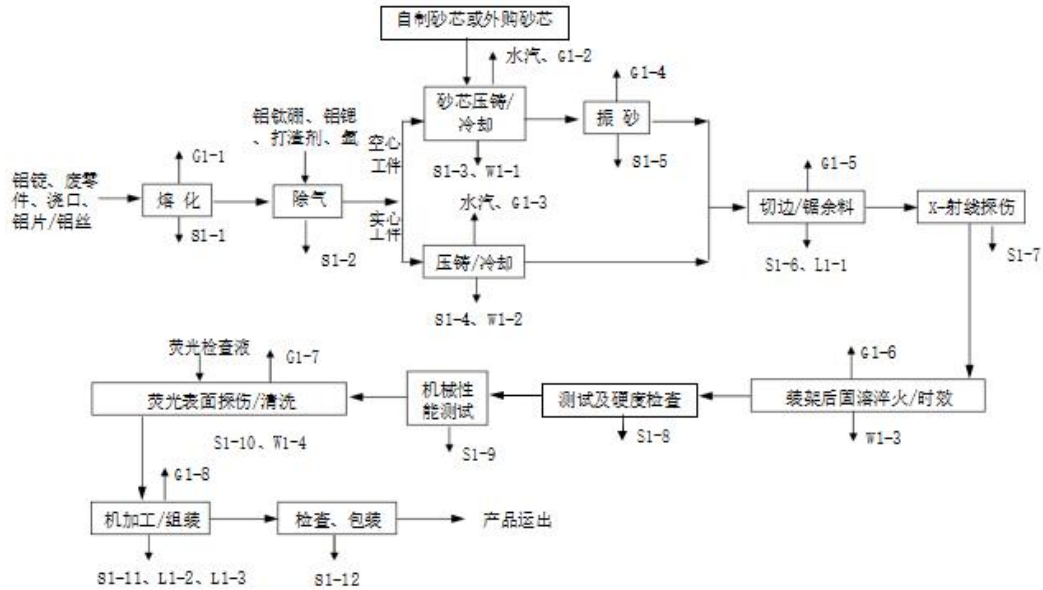 自制砂芯或外购砂芯
水汽、G1-2
G1-4
砂芯压铸/
冷却
振 砂
铝钛硼、铝锶
、打渣剂、氩
空心
工件
S1-3、W1-1
S1-5
G1-1
G1-5
铝锭、废零
件、浇口、
铝片/铝丝
熔 化
除气
水汽、G1-3
切边/锯余料
X-射线探伤
S1-1
实心
工件
S1-2
压铸/冷却
S1-6、L1-1
S1-7
S1-4、W1-2
荧光检查液
G1-7
G1-6
荧光表面探伤/清洗
机械性
能测试
测试及硬度检查
装架后固溶淬火/时效
S1-10、W1-4
S1-9
S1-8
W1-3
G1-8
机加工/组装
检查、包装
产品运出
S1-11、L1-2、L1-3
S1-12